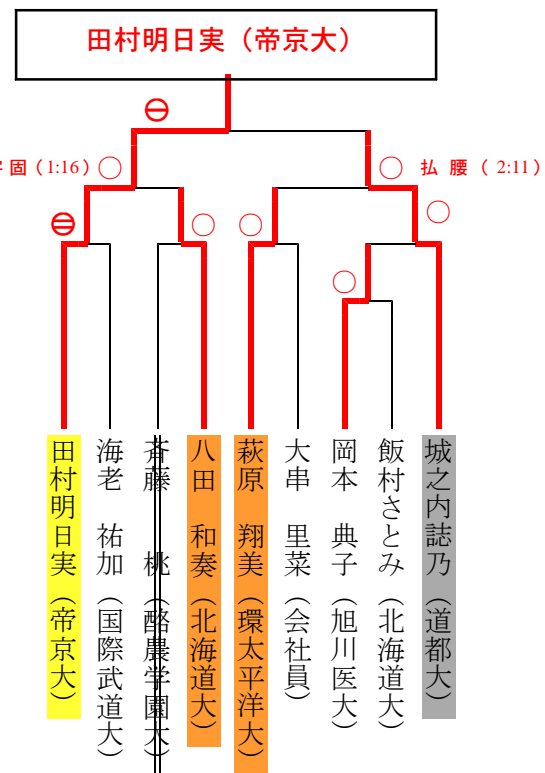 田村明日実（帝京大）
固（1:16）
払 腰 （ 2:11）
田村明日実（帝京大）
海老 祐加（国際武道大）
斉藤 桃（酪農学園大）
八田 和奏（北海道大）
萩原 翔美（環太平洋大）
大串 里菜（会社員）
岡本 典子（旭川医大）
飯村さとみ（北海道大）
城之内誌乃（道都大）